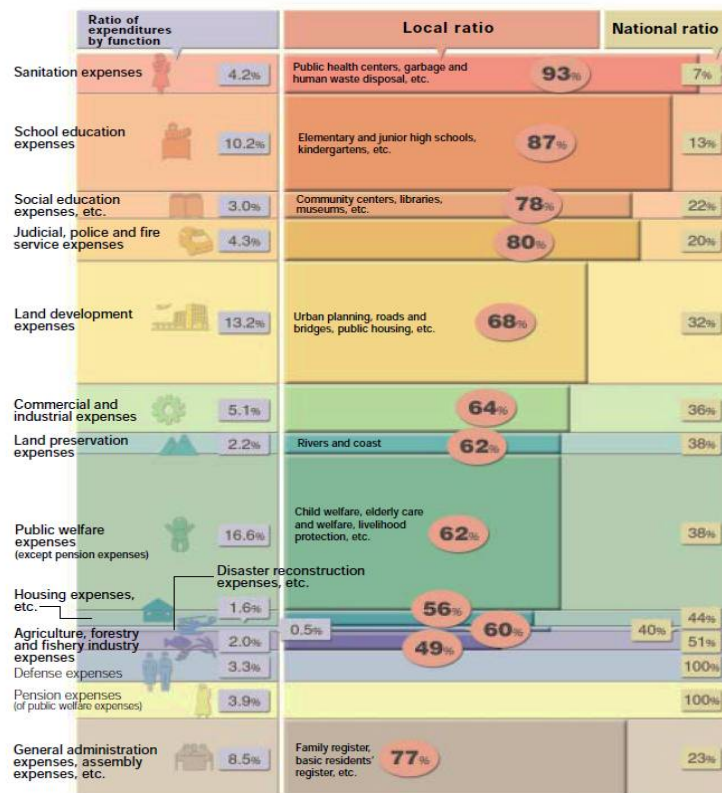 Ratio of
expenditures
by function
Local ratio
National ratio
Sanitation expenses
4.2%
Public health centers, garbage and
human waste disposal, etc.
93%
7%
School education
expenses
10.2%
Elementary and junior high schools,
kindergartens, etc.
87%
13%
Social education
expenses, etc.
3.0%
Community centers, libraries,
museums, etc.
78%
22%
Judicial, police and fire
service expenses
4.3%
80%
20%
Land development
expenses
13.2%
Urban planning, roads and
bridges, public housing, etc.
68%
32%
Commercial and
industrial expenses
5.1%
64%
36%
Land preservation
expenses
2.2%
Rivers and coast
62%
38%
Public welfare
expenses
(except pension expenses)
16.6%
Child welfare, elderly care
and welfare, livelihood
protection, etc.
62%
38%
Disaster reconstruction
expenses, etc.
Housing expenses,
etc.
1.6%
56%
44%
0.5%
60%
40%
Agriculture, forestry
and fishery industry
expenses
2.0%
49%
51%
Defense expenses
3.3%
100%
Pension expenses
(of public welfare expenses)
3.9%
100%
General administration
expenses, assembly
expenses, etc.
8.5%
Family register,
basic residents'
register, etc.
77%
23%